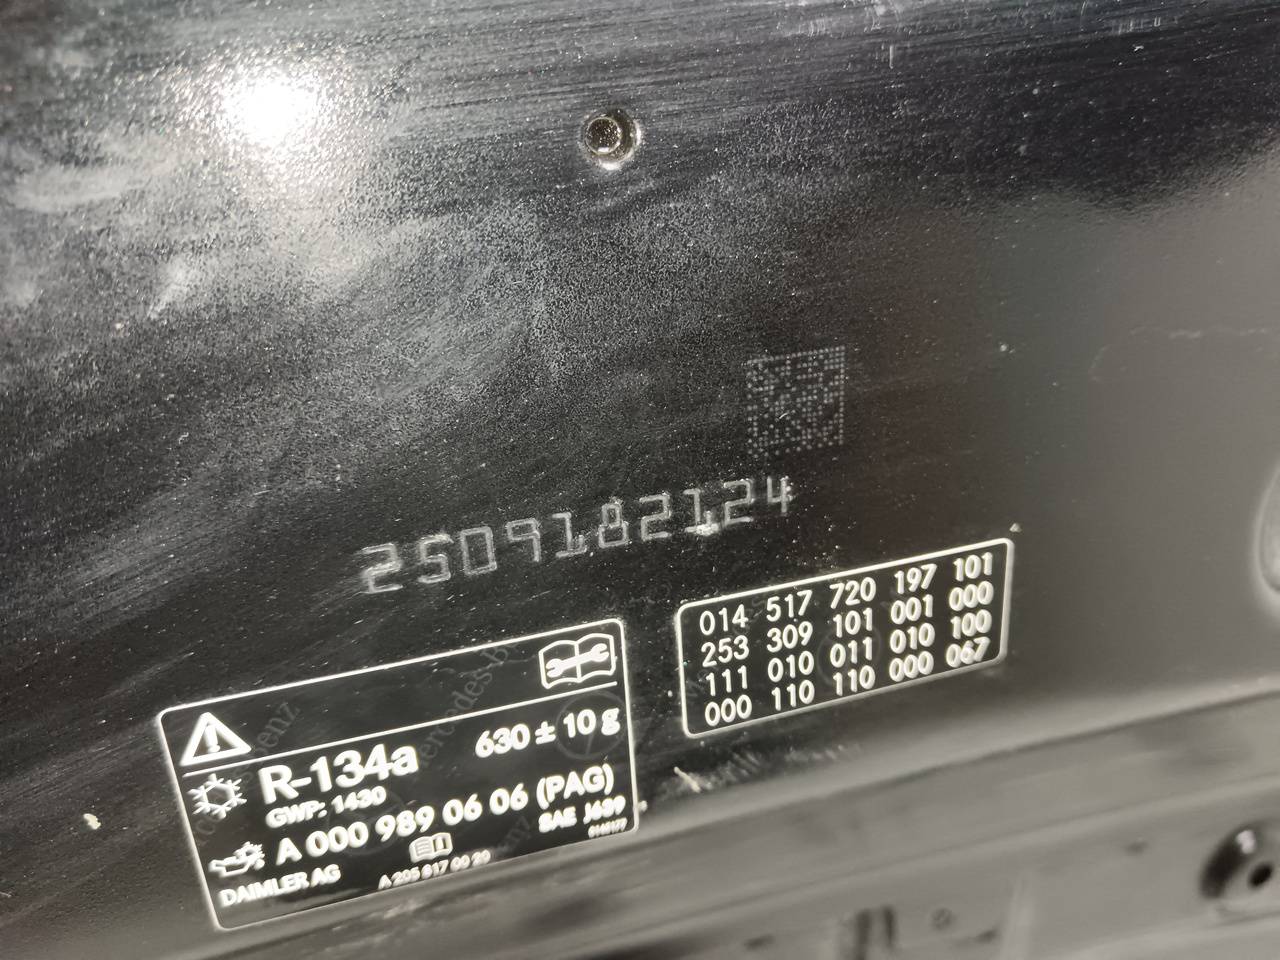 2509182124
014 517 720 197 101
253 309 101 001 000
111 010 011 010 100
000 110 110 000 067
R-134a 630 ± 10 g
GWP: 1430
A 000 989 06 06 (PAG)
SAE J639
DAIMLER AG
A 205 817 00 20